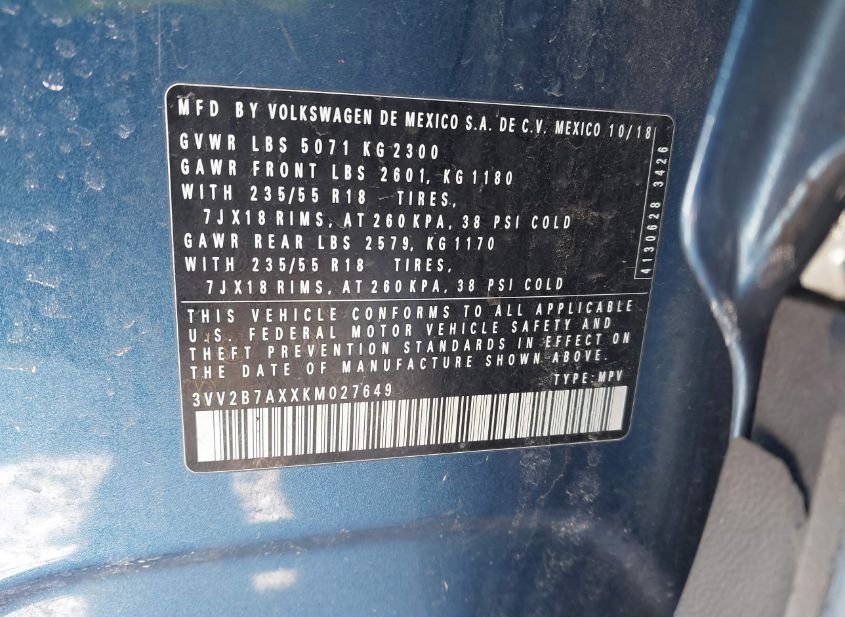 MFD BY VOLKSWAGEN DE MEXICO S.A. DE C.V. MEXICO 10/18
GVWR LBS 5071 KG 2300
GAWR FRONT LBS 2601, KG 1180
WITH 235/55 R18 TIRES,
7JX18 RIMS, AT 260 KPA, 38 PSI COLD
GAWR REAR LBS 2579, KG 1170
WITH 235/55 R18 TIRES,
7JX18 RIMS, AT 260 KPA, 38 PSI COLD
4130628 3426
THIS VEHICLE CONFORMS TO ALL APPLICABLE
U.S. FEDERAL MOTOR VEHICLE SAFETY AND
THEFT PREVENTION STANDARDS IN EFFECT ON
THE DATE OF MANUFACTURE SHOWN ABOVE.
3VV2B7AXXKM027649 TYPE: MPV